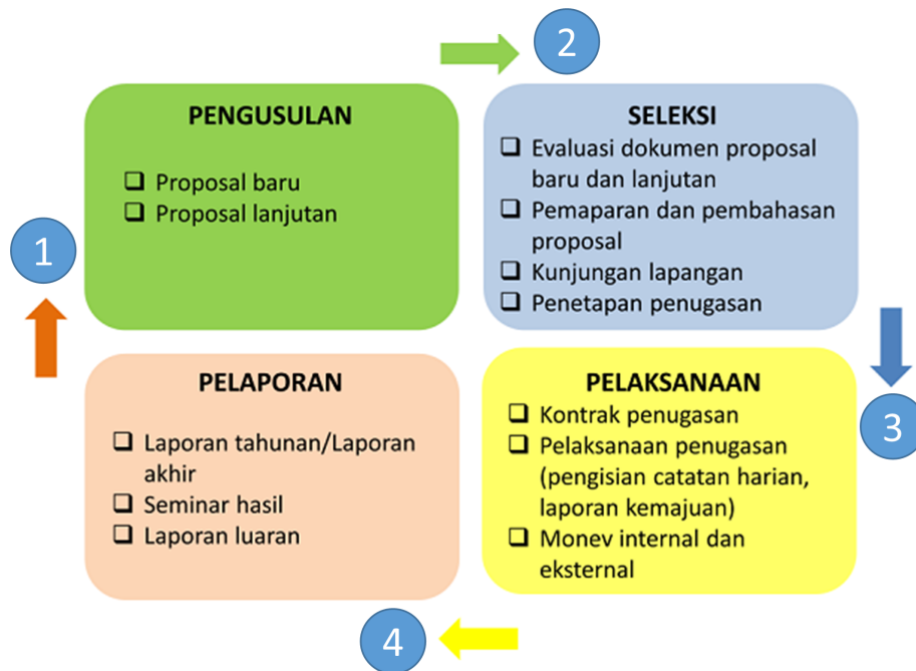 1
PENGUSULAN
❑ Proposal baru
❑ Proposal lanjutan
2
SELEKSI
❑ Evaluasi dokumen proposal
baru dan lanjutan
❑ Pemaparan dan pembahasan
proposal
❑ Kunjungan lapangan
❑ Penetapan penugasan
3
PELAKSANAAN
❑ Kontrak penugasan
❑ Pelaksanaan penugasan
(pengisian catatan harian,
laporan kemajuan)
❑ Monev internal dan
eksternal
4
PELAPORAN
❑ Laporan tahunan/Laporan
akhir
❑ Seminar hasil
❑ Laporan luaran